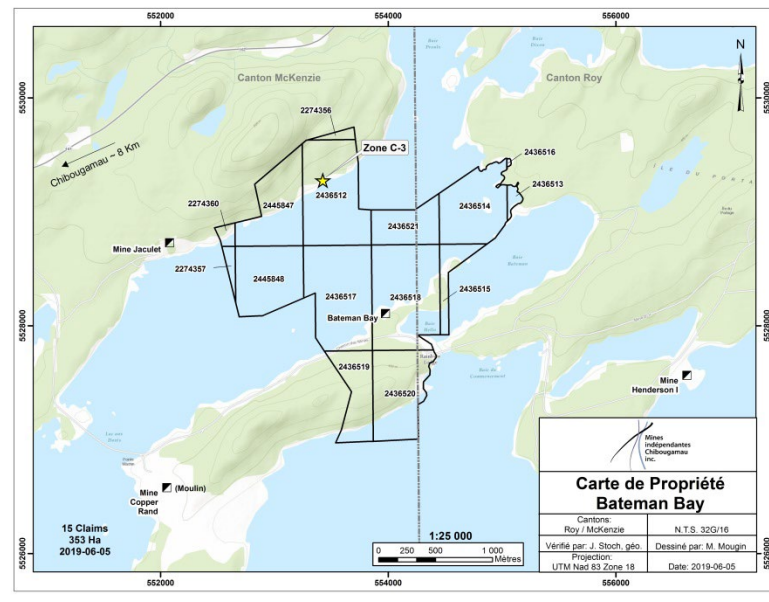 552000
554000
556000
5530000
5530000
Canton McKenzie
Canton Roy
N
2274356
Zone C-3
Chibougamau ~ 8 Km
2436516
2436513
2436512
2445847
2274360
2436514
2436521
Mine Jaculet
2274357
2445848
2436517
2436518
2436515
Bateman Bay
5528000
5528000
2436519
2436520
Mine
Henderson I
(Moulin)
Mine
Copper
Rand
15 Claims
353 Ha
2019-06-05
1:25 000
0 250 500 1 000
Mètres
Mines
indépendantes
Chibougamau
inc.
Carte de Propriété
Bateman Bay
Cantons:
Roy / McKenzie
N.T.S. 32G/16
Vérifié par: J. Stoch, géo.
Dessiné par: M. Mougin
Projection:
UTM Nad 83 Zone 18
Date: 2019-06-05
5526000
5526000
552000
554000
556000